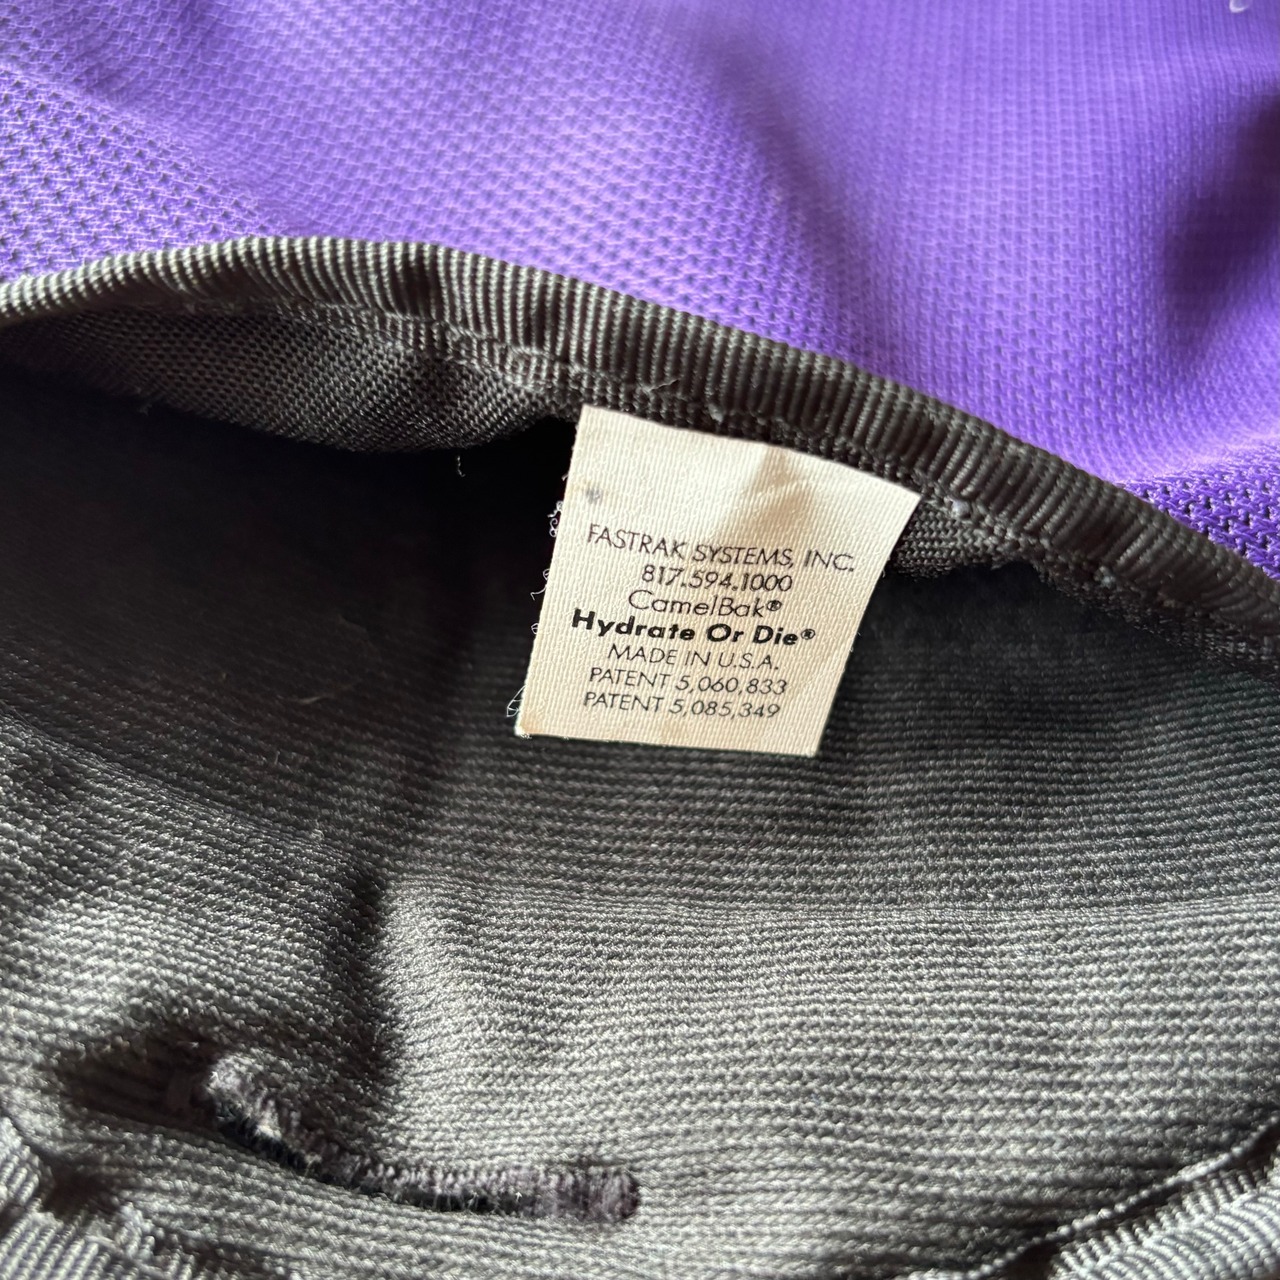 FASTRAK SYSTEMS, INC.
817.594.1000
CamelBak®
Hydrate Or Die®
MADE IN U.S.A.
PATENT 5,060,833
PATENT 5,085,349